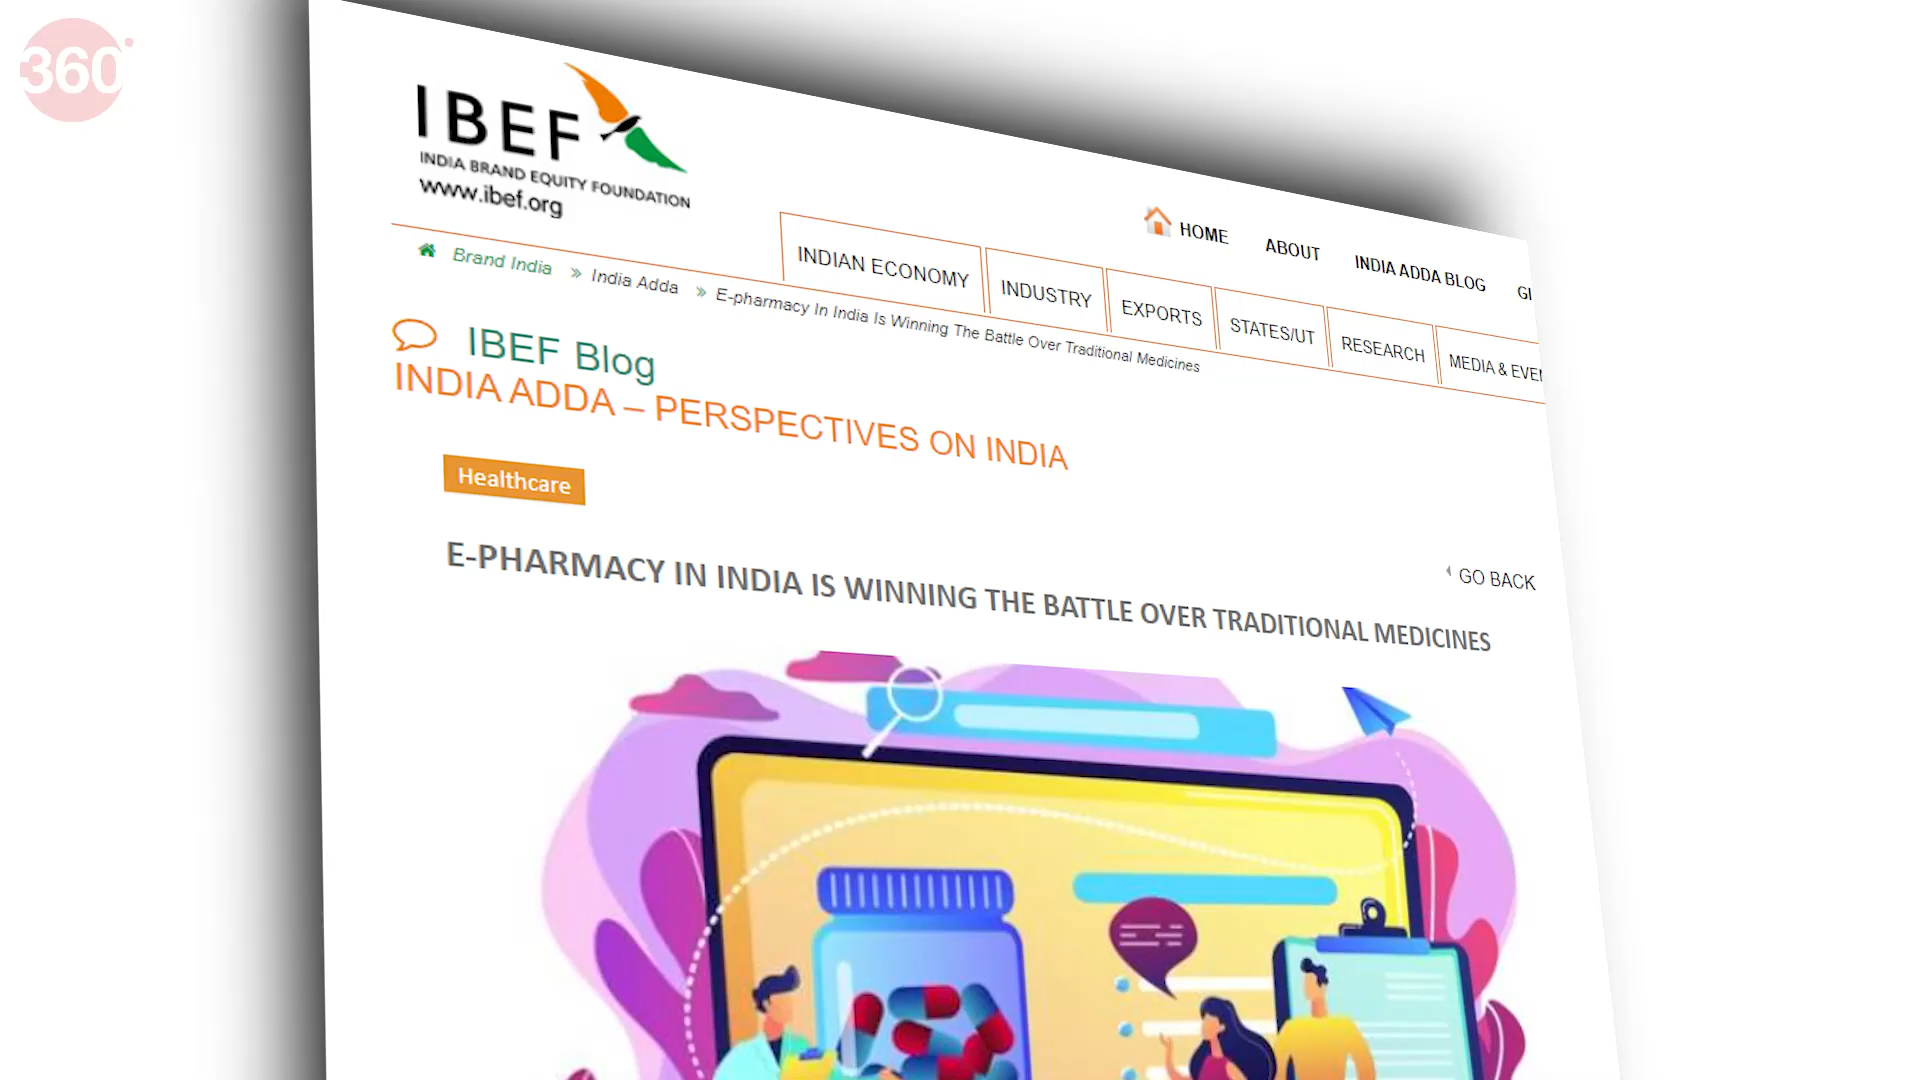 360°
IBEF
INDIA BRAND EQUITY FOUNDATION
www.ibef.org
HOME ABOUT INDIA ADDA BLOG
INDIAN ECONOMY INDUSTRY EXPORTS STATES/UT RESEARCH MEDIA &
Brand India » India Adda » E-pharmacy In India Is Winning The Battle Over Traditional Medicines
IBEF Blog
INDIA ADDA – PERSPECTIVES ON INDIA
Healthcare
GO BACK
E-PHARMACY IN INDIA IS WINNING THE BATTLE OVER TRADITIONAL MEDICINES